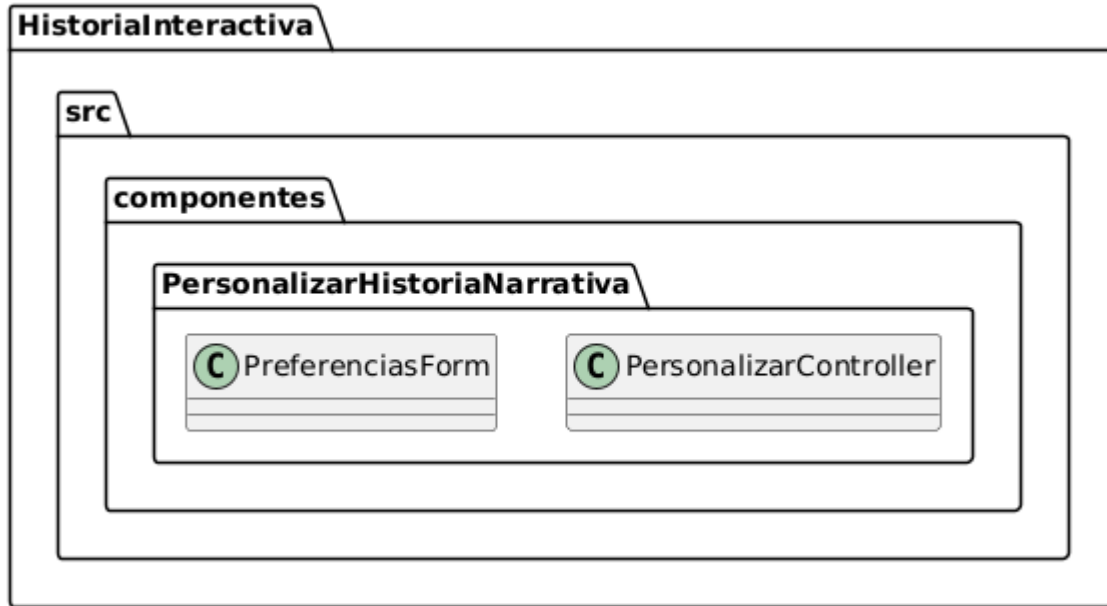 HistoriaInteractiva
src
componentes
PersonalizarHistoriaNarrativa
C PreferenciasForm
C PersonalizarController